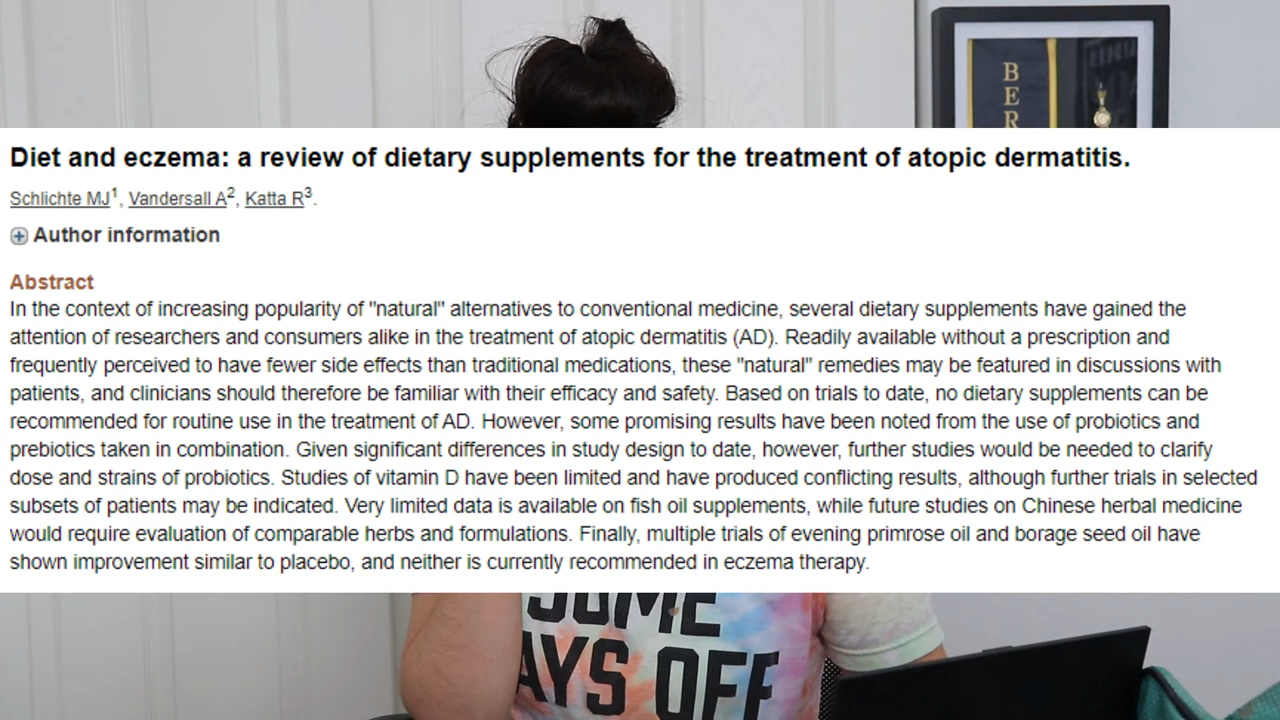 B
E
R
Diet and eczema: a review of dietary supplements for the treatment of atopic dermatitis.
Schlichte MJ1, Vandersall A2, Katta R3.
Author information
Abstract
In the context of increasing popularity of "natural" alternatives to conventional medicine, several dietary supplements have gained the
attention of researchers and consumers alike in the treatment of atopic dermatitis (AD). Readily available without a prescription and
frequently perceived to have fewer side effects than traditional medications, these "natural" remedies may be featured in discussions with
patients, and clinicians should therefore be familiar with their efficacy and safety. Based on trials to date, no dietary supplements can be
recommended for routine use in the treatment of AD. However, some promising results have been noted from the use of probiotics and
prebiotics taken in combination. Given significant differences in study design to date, however, further studies would be needed to clarify
dose and strains of probiotics. Studies of vitamin D have been limited and have produced conflicting results, although further trials in selected
subsets of patients may be indicated. Very limited data is available on fish oil supplements, while future studies on Chinese herbal medicine
would require evaluation of comparable herbs and formulations. Finally, multiple trials of evening primrose oil and borage seed oil have
shown improvement similar to placebo, and neither is currently recommended in eczema therapy.
SOME
AYS OFF